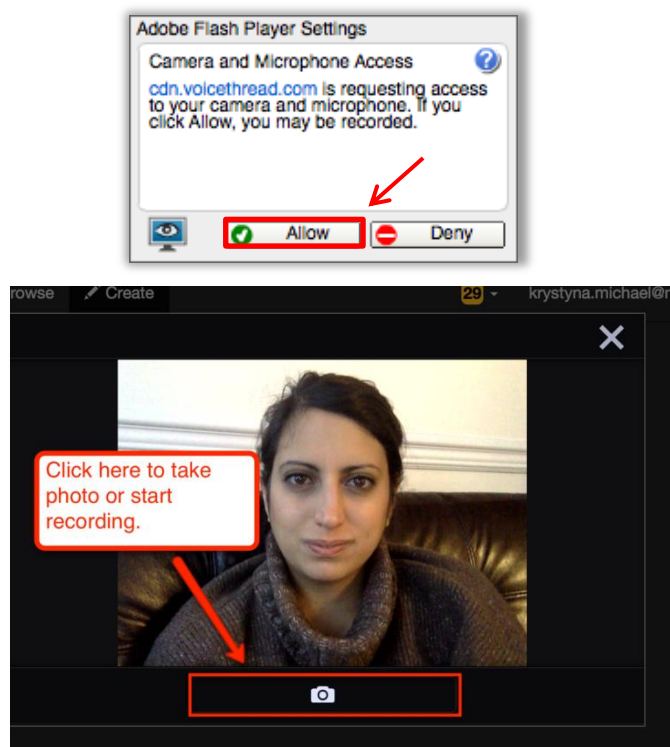 Adobe Flash Player Settings
Camera and Microphone Access
?
cdn.voicethread.com is requesting access
to your camera and microphone. If you
click Allow, you may be recorded.
Allow
Deny
rowse
Create
29
krystyna.michael@
Click here to take
photo or start
recording.